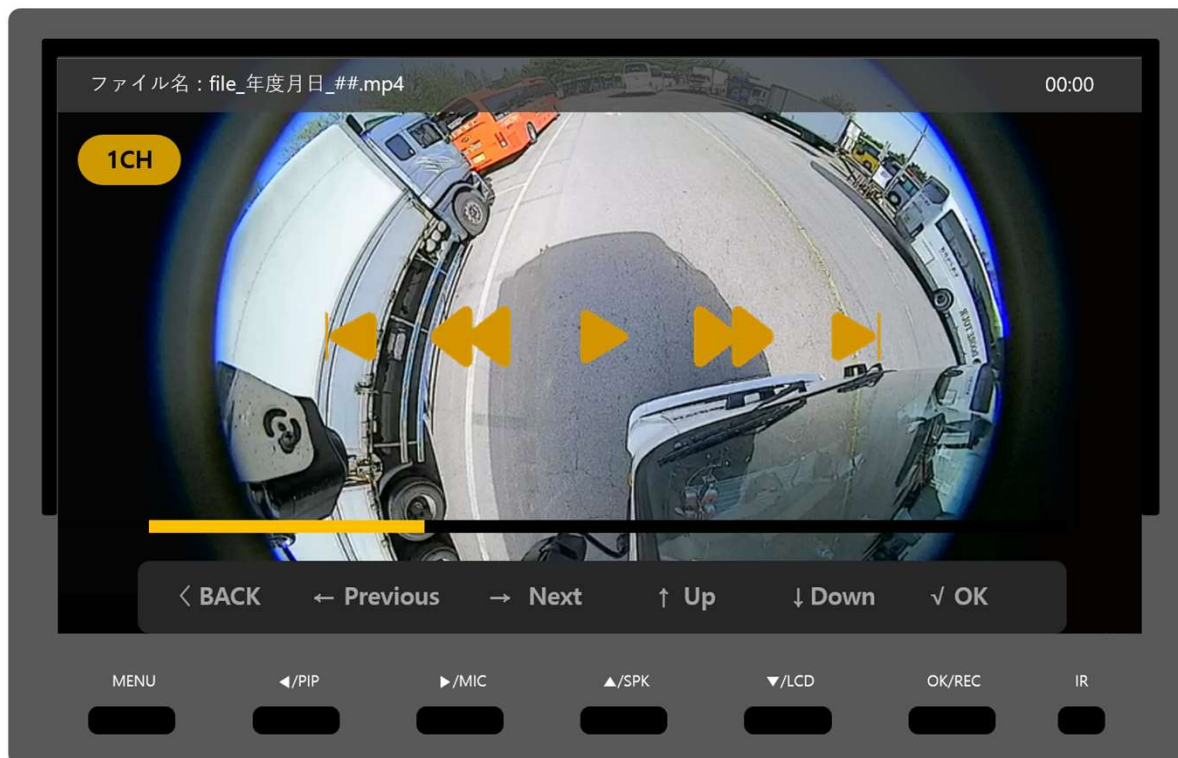 ファイル名：file_年度月日_##.mp4 00:00
1CH
〈 BACK ← Previous → Next ↑ Up ↓ Down √ OK
MENU ◀/PIP ▶/MIC ▲/SPK ▼/LCD OK/REC IR